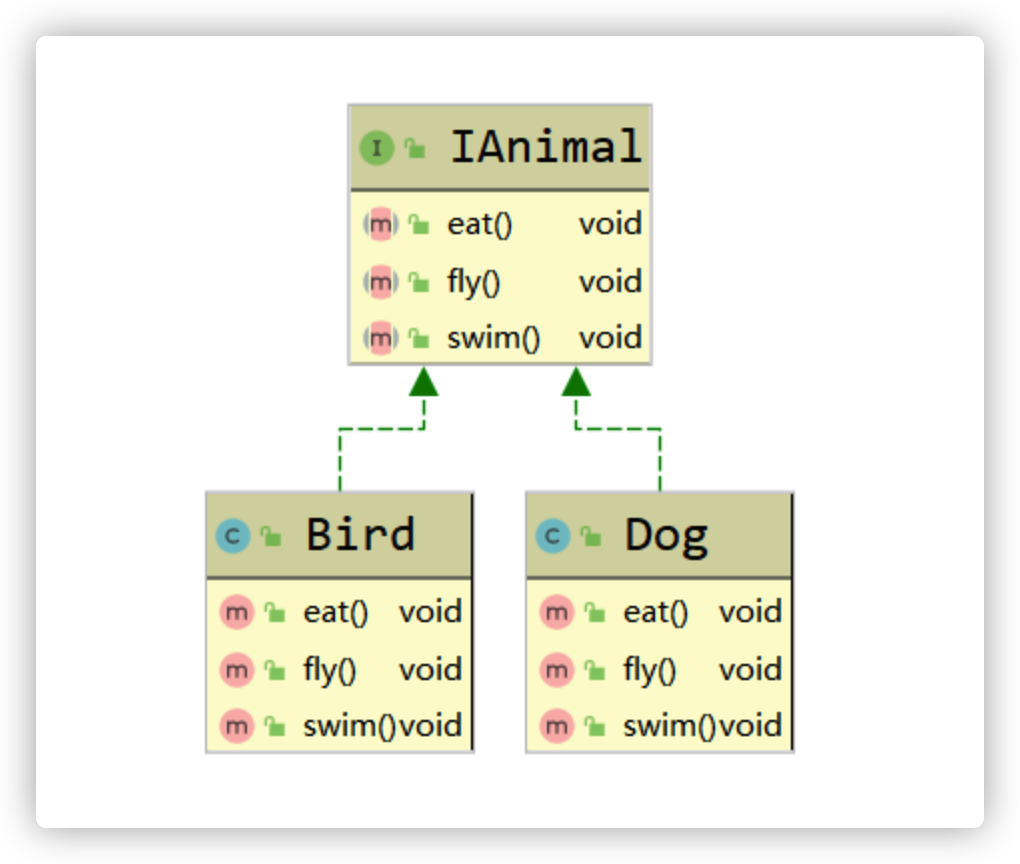 I IAnimal
m eat() void
m fly() void
m swim() void
C Bird
m eat() void
m fly() void
m swim() void
C Dog
m eat() void
m fly() void
m swim() void